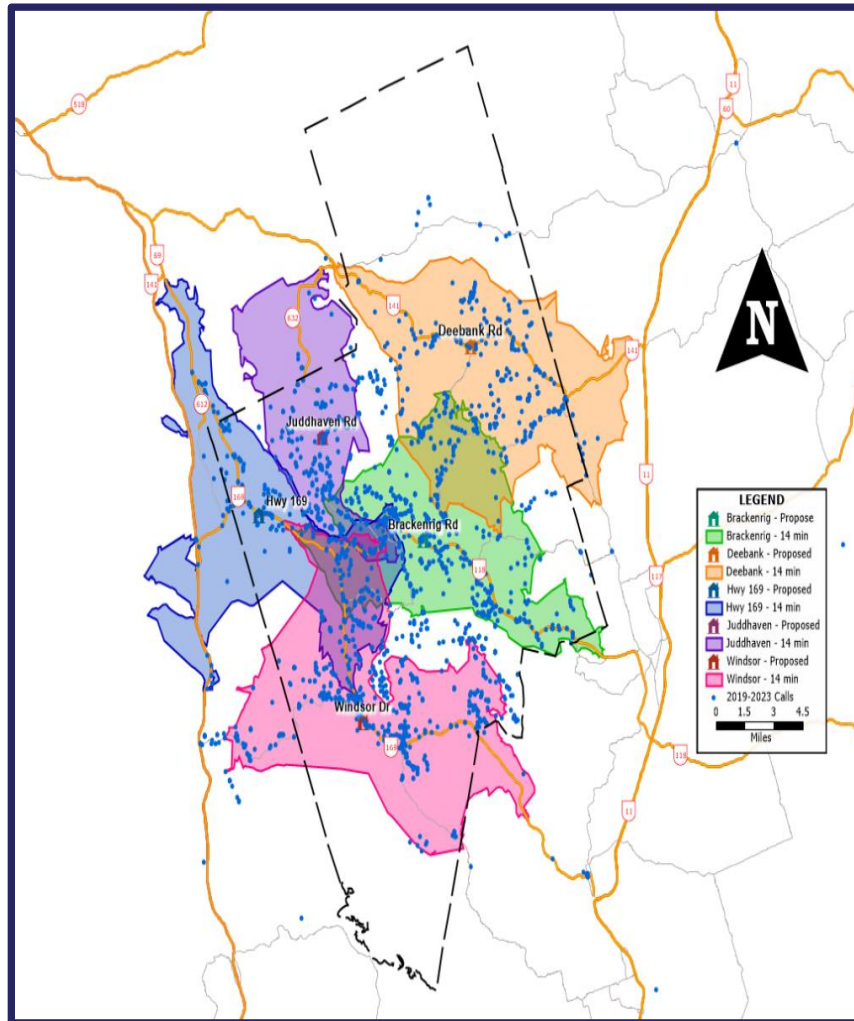 518
11
60
69
141
632
141
Deebank Rd
141
612
Juddhaven Rd
N
11
Hwy 169
169
Brackenrig Rd
118
117
Windsor Dr
169
118
11
LEGEND
Brackenrig - Propose
Brackenrig - 14 min
Deebank - Proposed
Deebank - 14 min
Hwy 169 - Proposed
Hwy 169 - 14 min
Juddhaven - Proposed
Juddhaven - 14 min
Windsor - Proposed
Windsor - 14 min
2019-2023 Calls
0 1.5 3 4.5
Miles